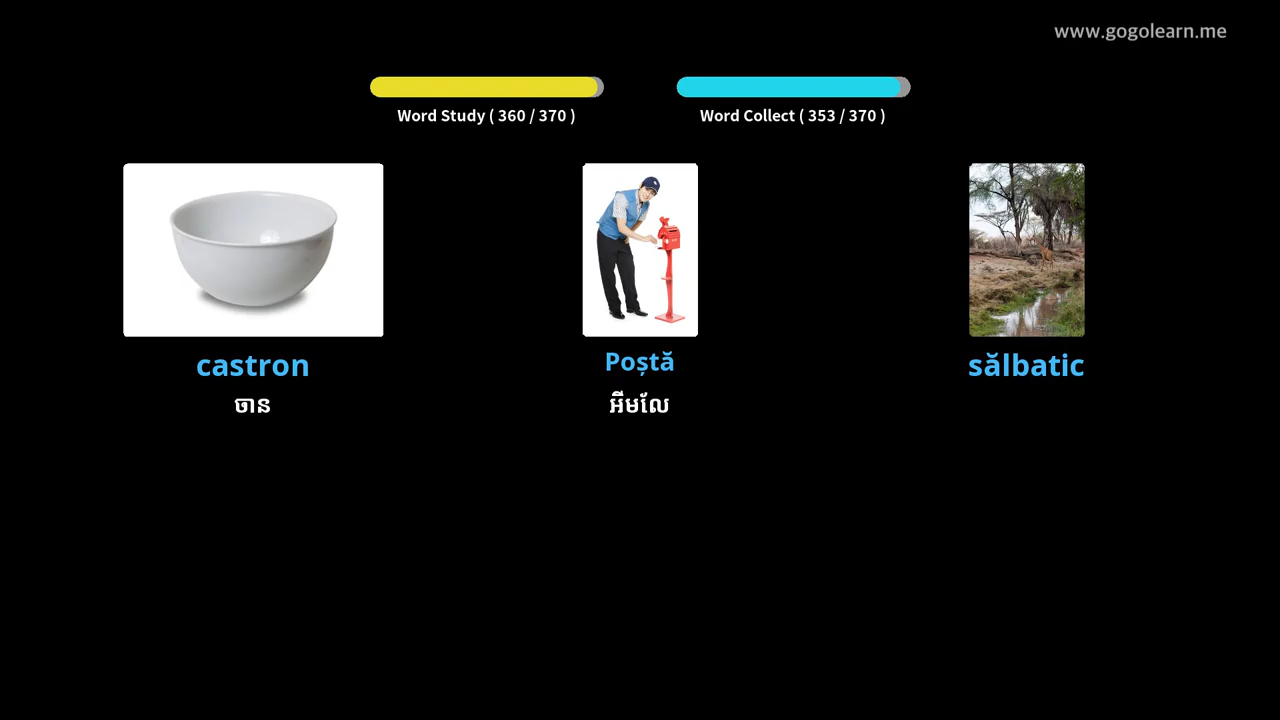 www.gogolearn.me
Word Study ( 360 / 370 )
Word Collect ( 353 / 370 )
castron
ចាន
Poștă
អ៊ីមែល
sălbatic